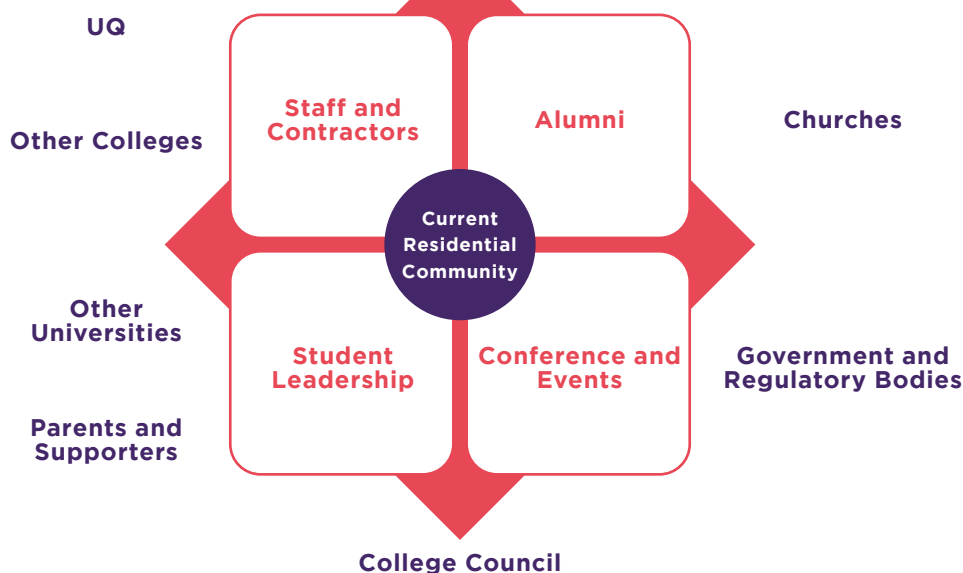 UQ
Staff and
Contractors
Alumni
Churches
Other Colleges
Current
Residential
Community
Other
Universities
Student
Leadership
Conference and
Events
Government and
Regulatory Bodies
Parents and
Supporters
College Council